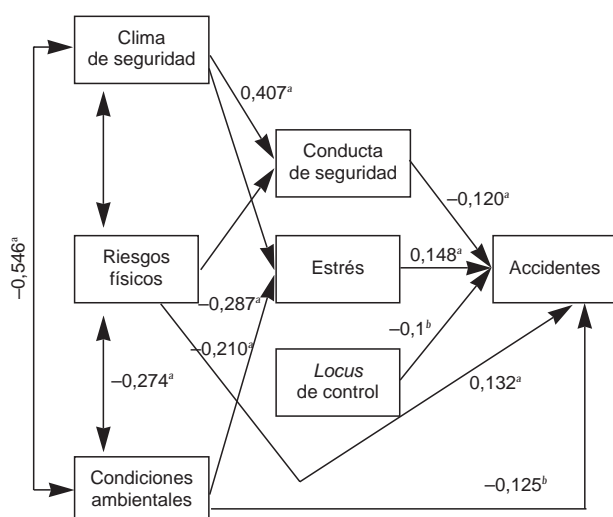 Clima
de seguridad
0,407ᵃ
Conducta
de seguridad
–0,120ᵃ
–0,546ᵃ
Riesgos
físicos
Estrés
0,148ᵃ
Accidentes
–0,287ᵃ
–0,210ᵃ
–0,1ᵇ
Locus
de control
–0,274ᵃ
0,132ᵃ
Condiciones
ambientales
–0,125ᵇ